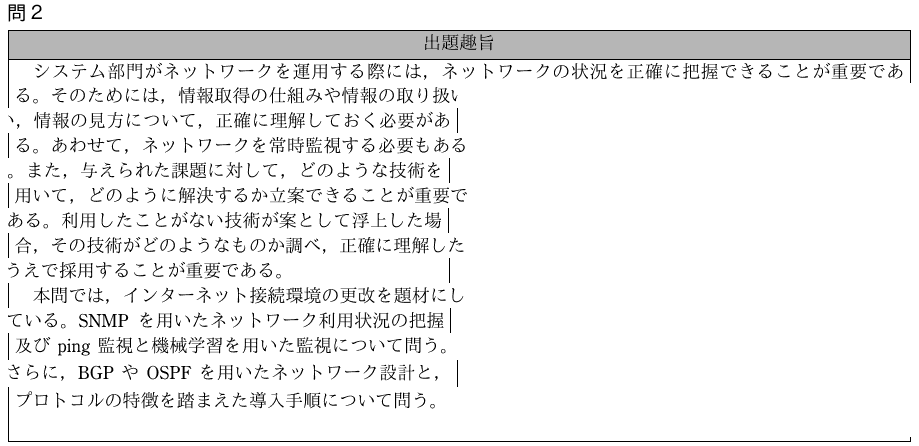 問２
出題趣旨
システム部門がネットワークを運用する際には，ネットワークの状況を正確に把握できることが重要であ
る。そのためには，情報取得の仕組みや情報の取り扱い
，情報の見方について，正確に理解しておく必要があ
る。あわせて，ネットワークを常時監視する必要もある
。また，与えられた課題に対して，どのような技術を
用いて，どのように解決するか立案できることが重要で
ある。利用したことがない技術が案として浮上した場
合，その技術がどのようなものか調べ，正確に理解した
うえで採用することが重要である。
本問では，インターネット接続環境の更改を題材にし
ている。SNMP を用いたネットワーク利用状況の把握
及び ping 監視と機械学習を用いた監視について問う。
さらに，BGP や OSPF を用いたネットワーク設計と，
プロトコルの特徴を踏まえた導入手順について問う。